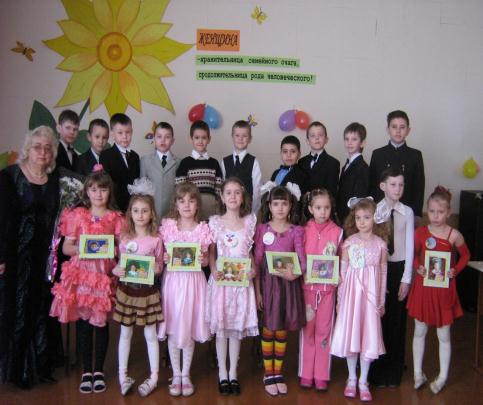 ЖЕНЩИНА
-хранительница семейного очага,
продолжательница рода человеческого!